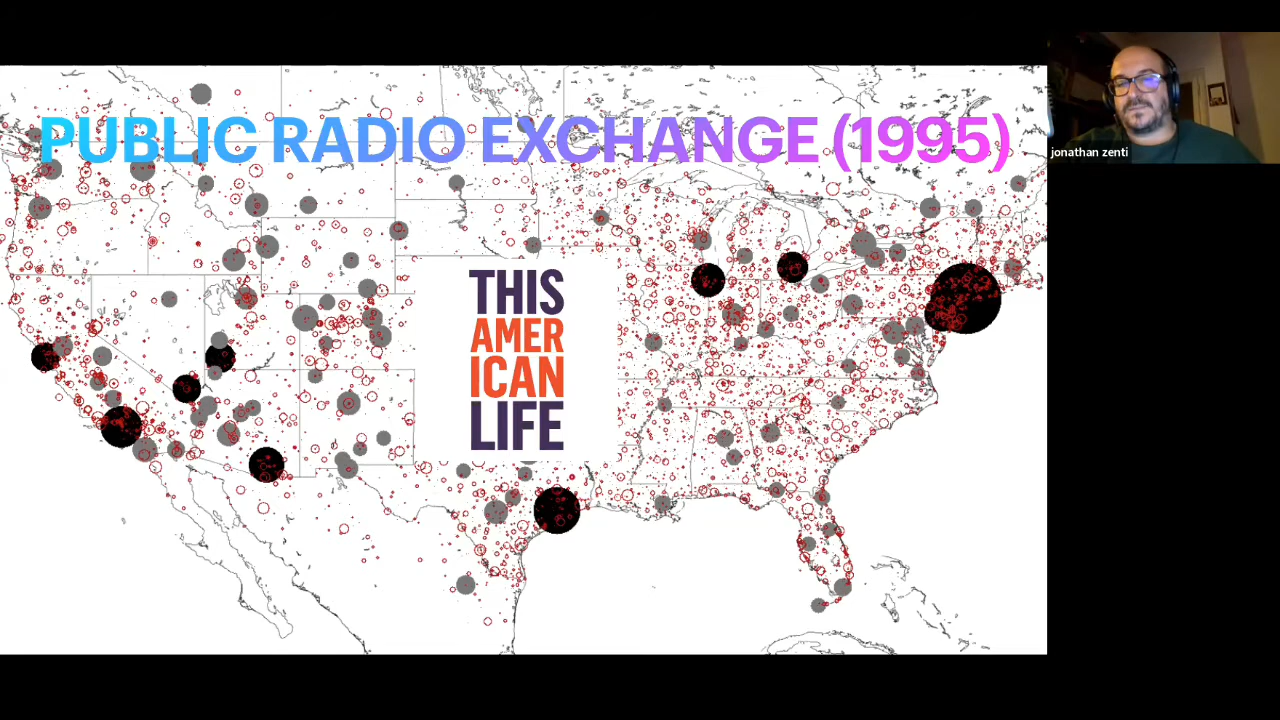 PUBLIC RADIO EXCHANGE (1995)
jonathan zenti
THIS
AMER
ICAN
LIFE